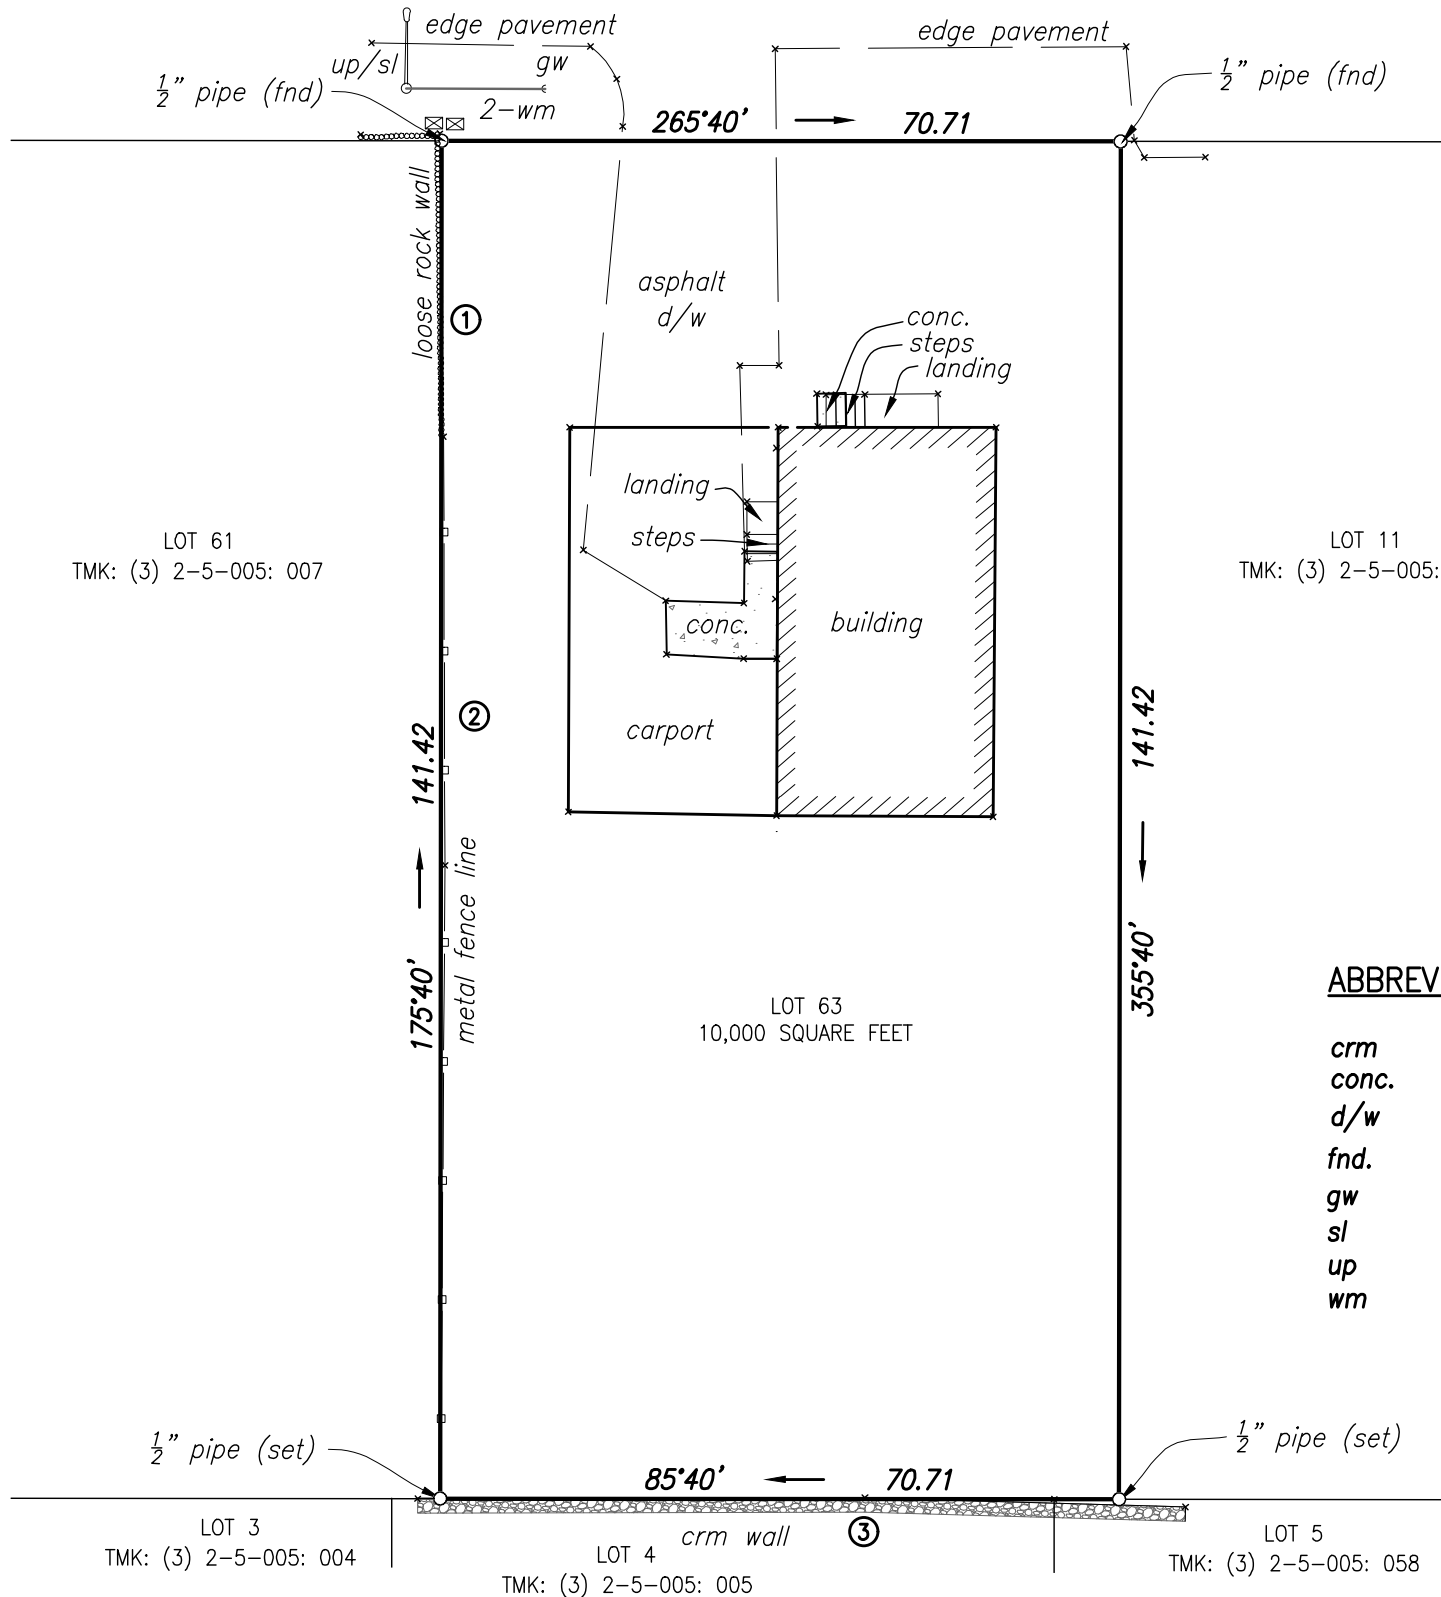 edge pavement
edge pavement
up/sl
gw
½” pipe (fnd)
½” pipe (fnd)
2-wm
265°40’
70.71
loose rock wall
asphalt
d/w
1
conc.
steps
landing
landing
steps
LOT 61
TMK: (3) 2-5-005: 007
LOT 11
TMK: (3) 2-5-005:
conc.
building
carport
2
141.42
141.42
metal fence line
175°40’
355°40’
LOT 63
10,000 SQUARE FEET
ABBREV
crm
conc.
d/w
fnd.
gw
sl
up
wm
½” pipe (set)
½” pipe (set)
85°40’
70.71
crm wall
3
LOT 3
TMK: (3) 2-5-005: 004
LOT 4
TMK: (3) 2-5-005: 005
LOT 5
TMK: (3) 2-5-005: 058